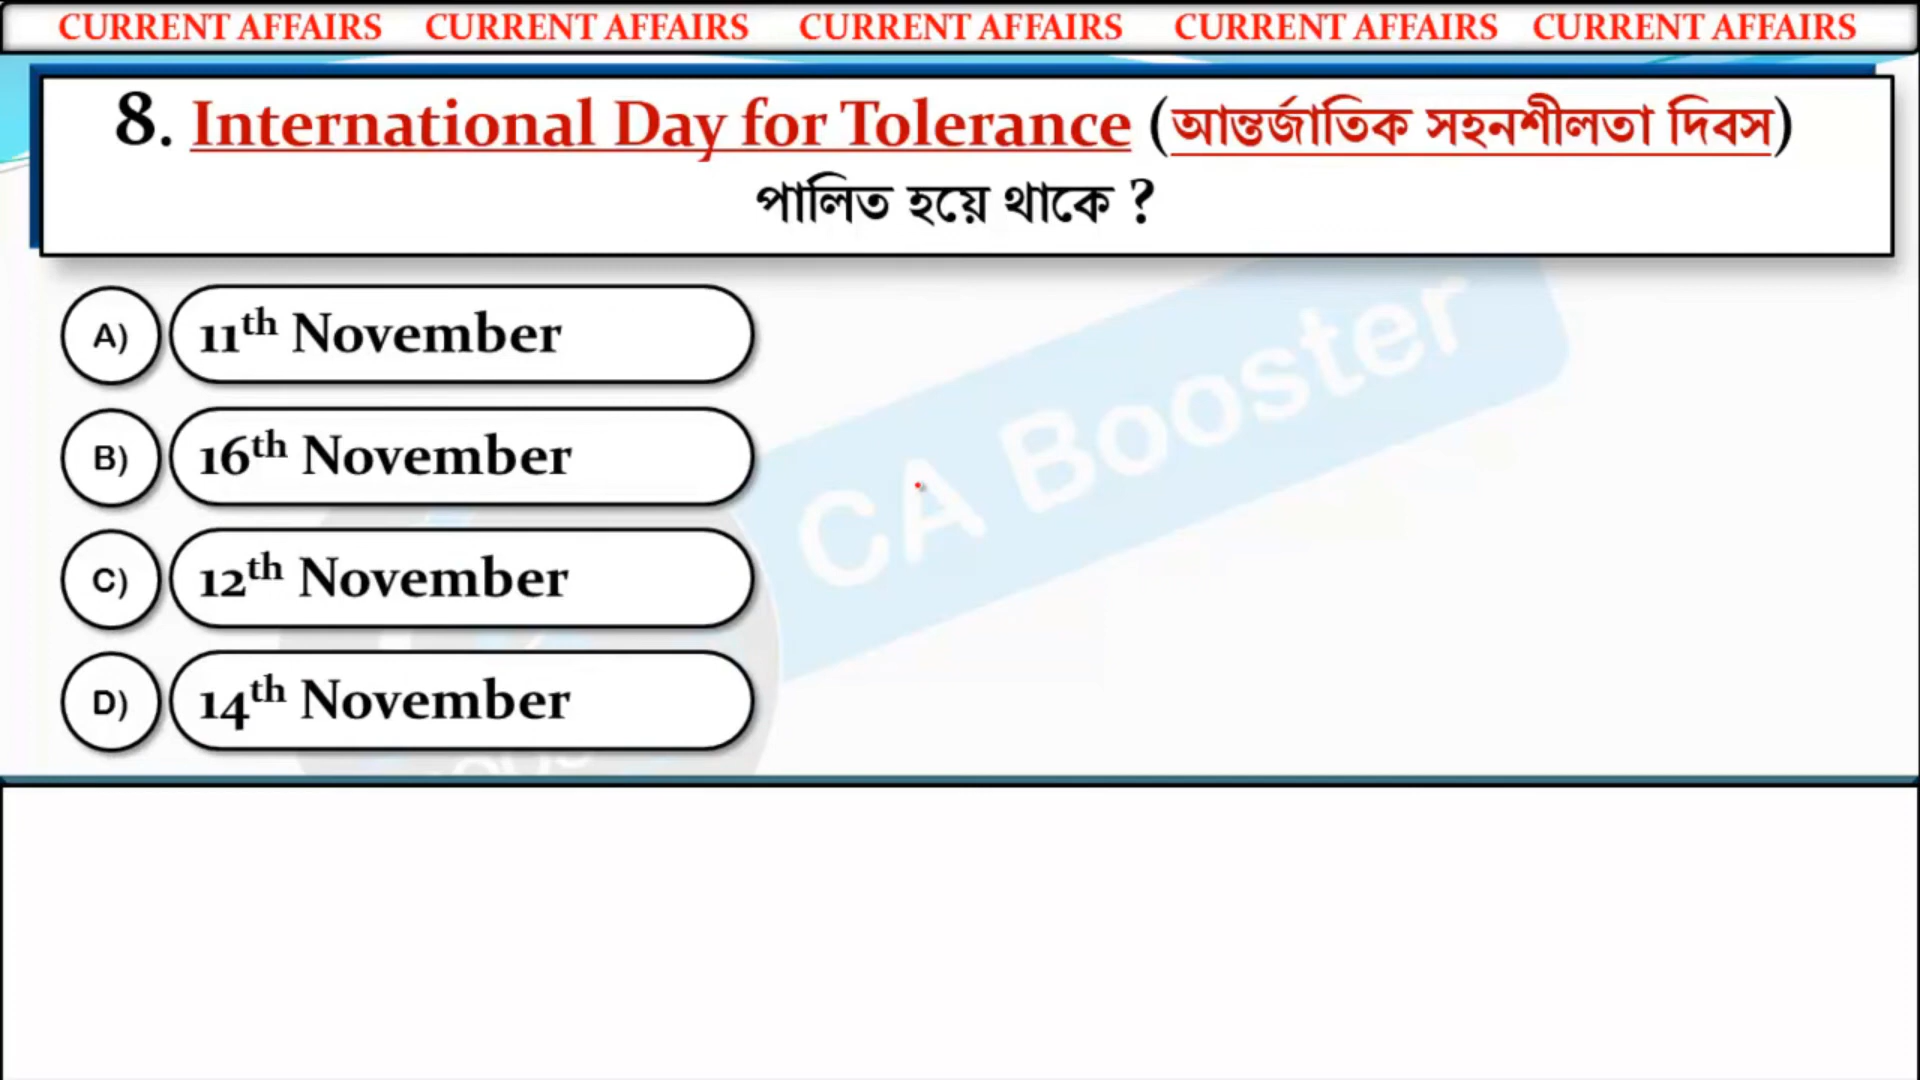 CURRENT AFFAIRS CURRENT AFFAIRS CURRENT AFFAIRS CURRENT AFFAIRS CURRENT AFFAIRS
8. International Day for Tolerance (আন্তর্জাতিক সহনশীলতা দিবস)
পালিত হয়ে থাকে ?
A) 11th November
B) 16th November
C) 12th November
D) 14th November
CA Booster